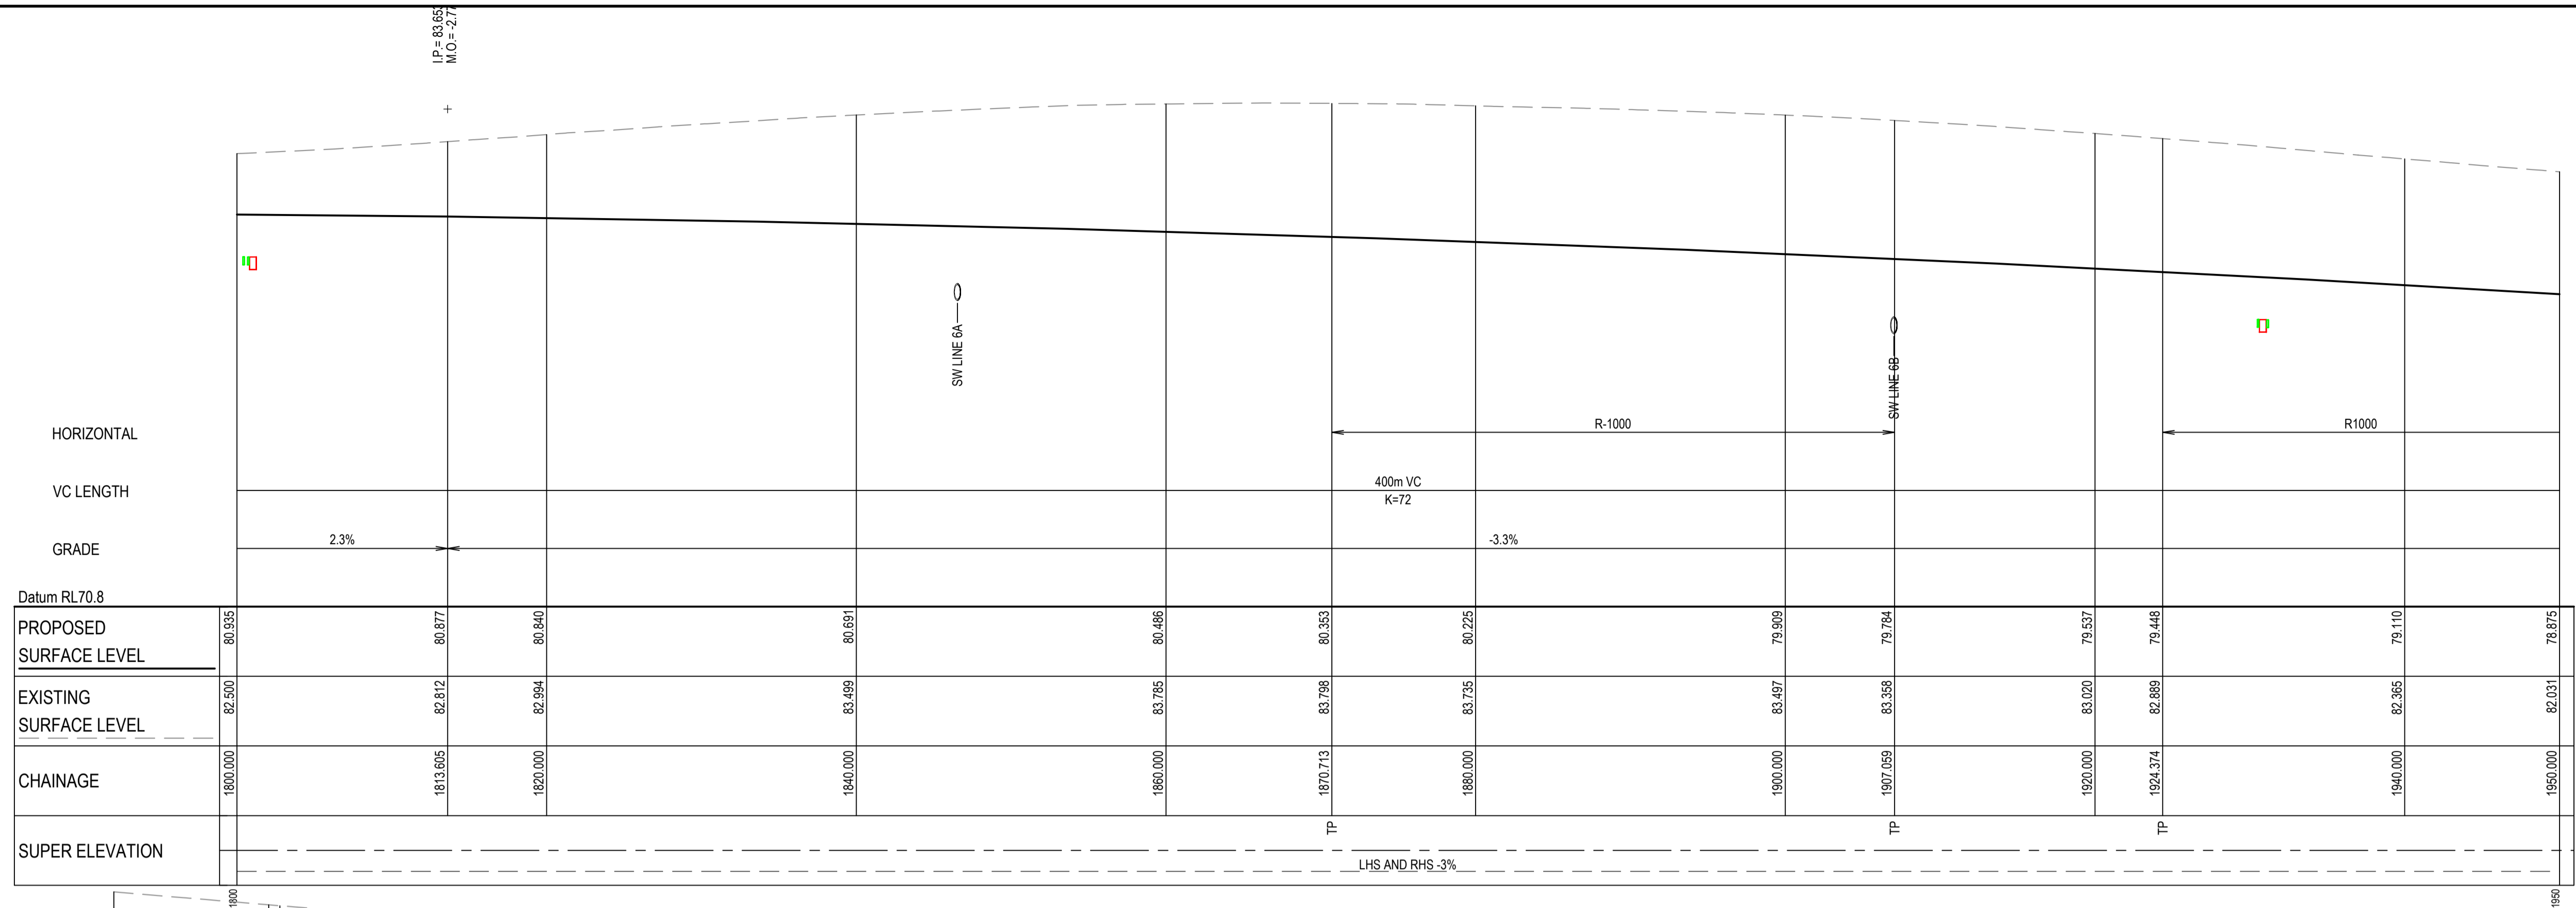 I.P.= 83.653
M.O.= -2.77
SW LINE 6A
SW LINE 6B
HORIZONTAL
R-1000
R1000
VC LENGTH
400m VC
K=72
GRADE
2.3%
-3.3%
Datum RL70.8
PROPOSED
SURFACE LEVEL
80.935
80.877
80.840
80.691
80.486
80.353
80.225
79.909
79.784
79.537
79.448
79.110
78.875
EXISTING
SURFACE LEVEL
82.500
82.812
82.994
83.499
83.785
83.798
83.735
83.497
83.358
83.020
82.889
82.365
82.031
CHAINAGE
1800.000
1813.605
1820.000
1840.000
1860.000
1870.713
1880.000
1900.000
1907.059
1920.000
1924.374
1940.000
1950.000
SUPER ELEVATION
TP
TP
TP
LHS AND RHS -3%
1800
1950